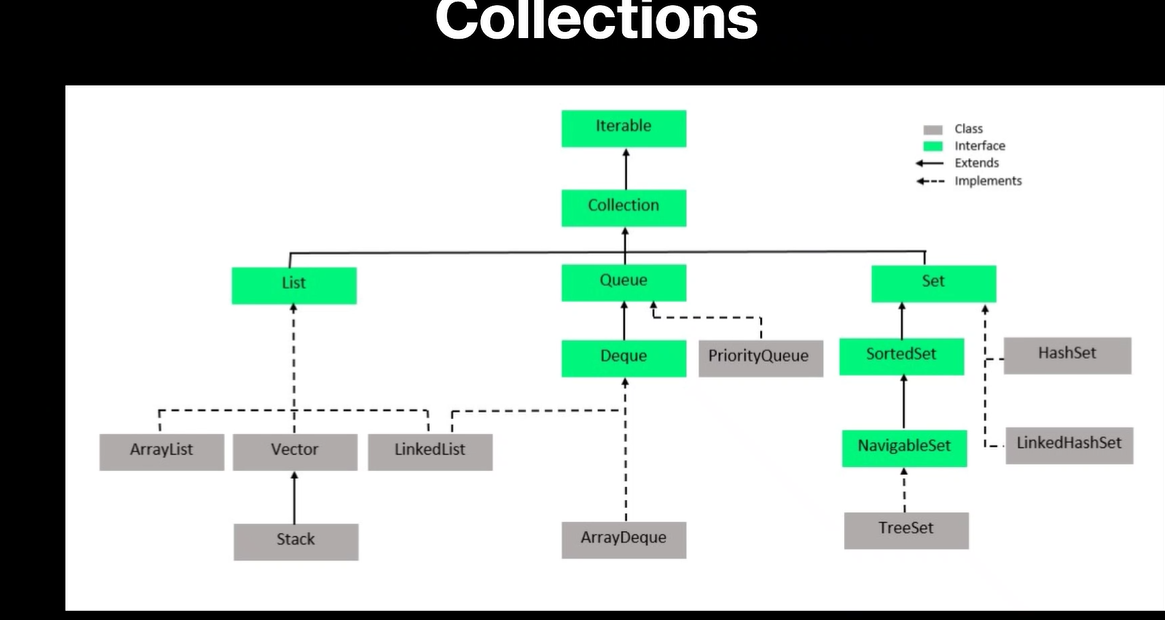 Collections
Iterable
Class
Interface
Extends
Implements
Collection
List
Queue
Set
Deque
PriorityQueue
SortedSet
HashSet
ArrayList
Vector
LinkedList
NavigableSet
LinkedHashSet
Stack
ArrayDeque
TreeSet